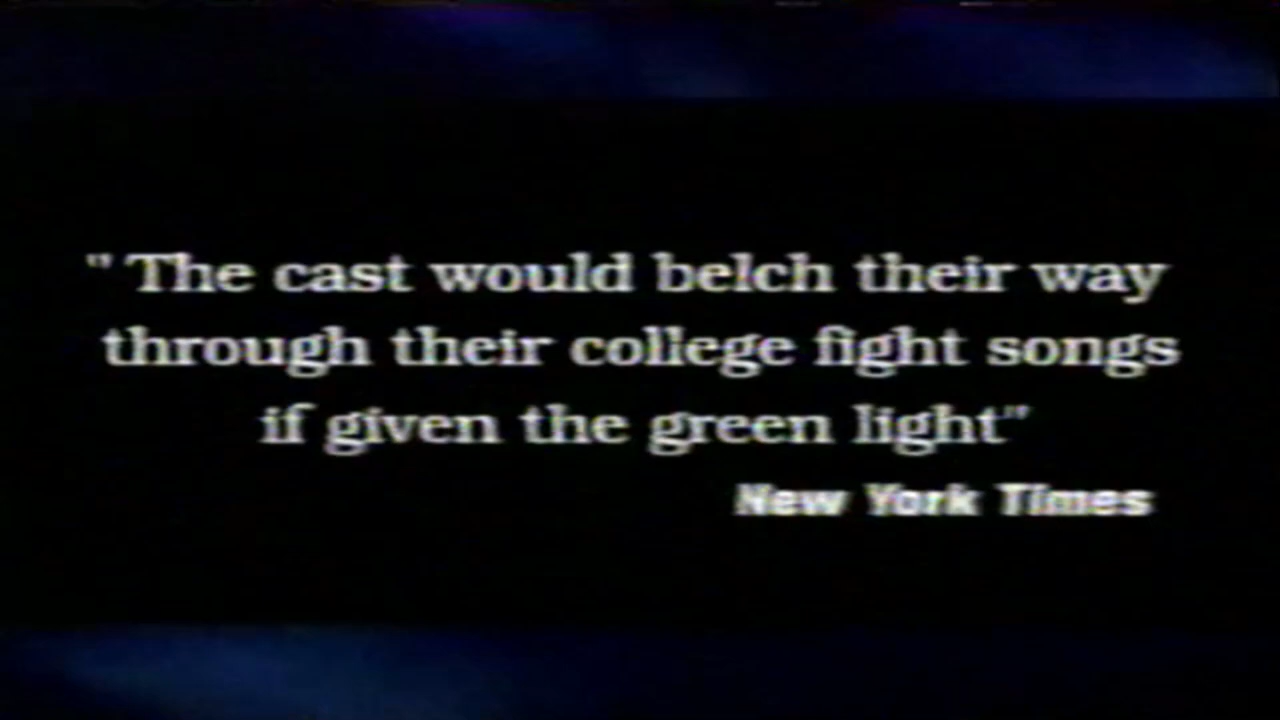 "The cast would belch their way
through their college fight songs
if given the green light"
New York Times